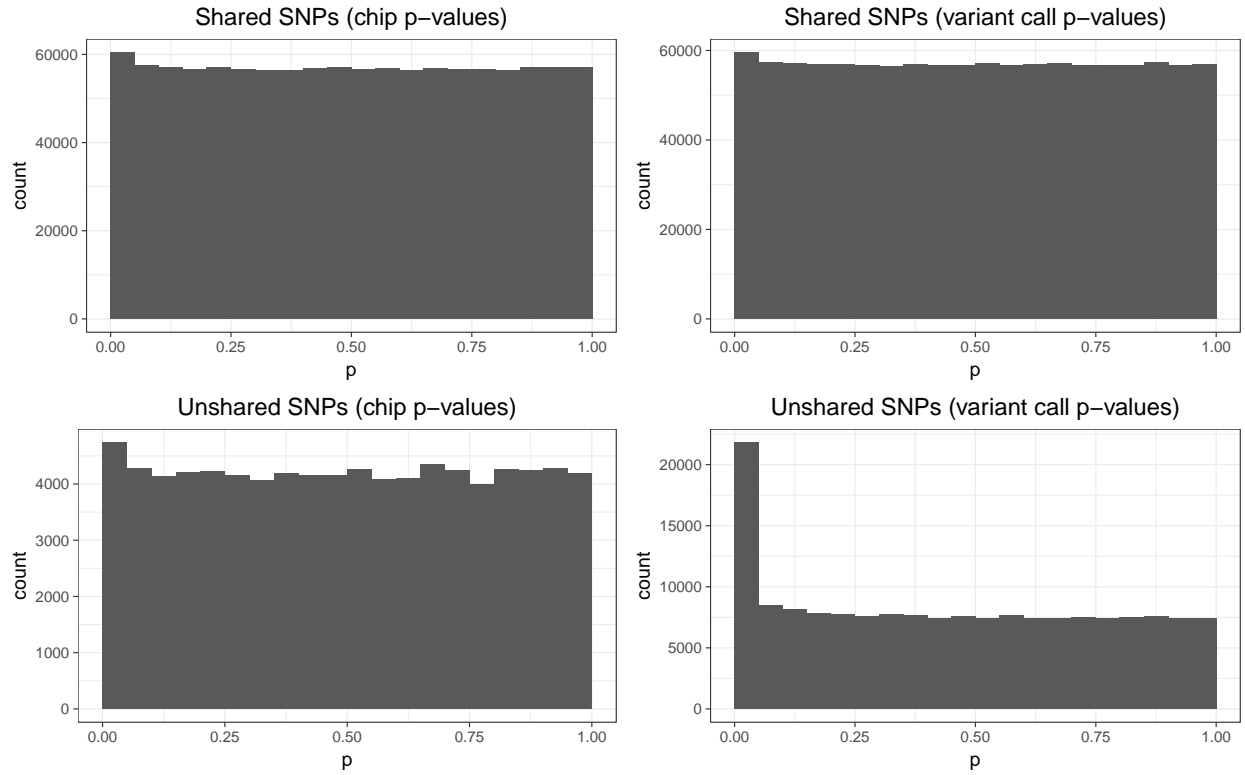 Shared SNPs (chip p−values)
60000
40000
20000
0
count
0.00 0.25 0.50 0.75 1.00
p
Shared SNPs (variant call p−values)
60000
40000
20000
0
count
0.00 0.25 0.50 0.75 1.00
p
Unshared SNPs (chip p−values)
4000
3000
2000
1000
0
count
0.00 0.25 0.50 0.75 1.00
p
Unshared SNPs (variant call p−values)
20000
15000
10000
5000
0
count
0.00 0.25 0.50 0.75 1.00
p